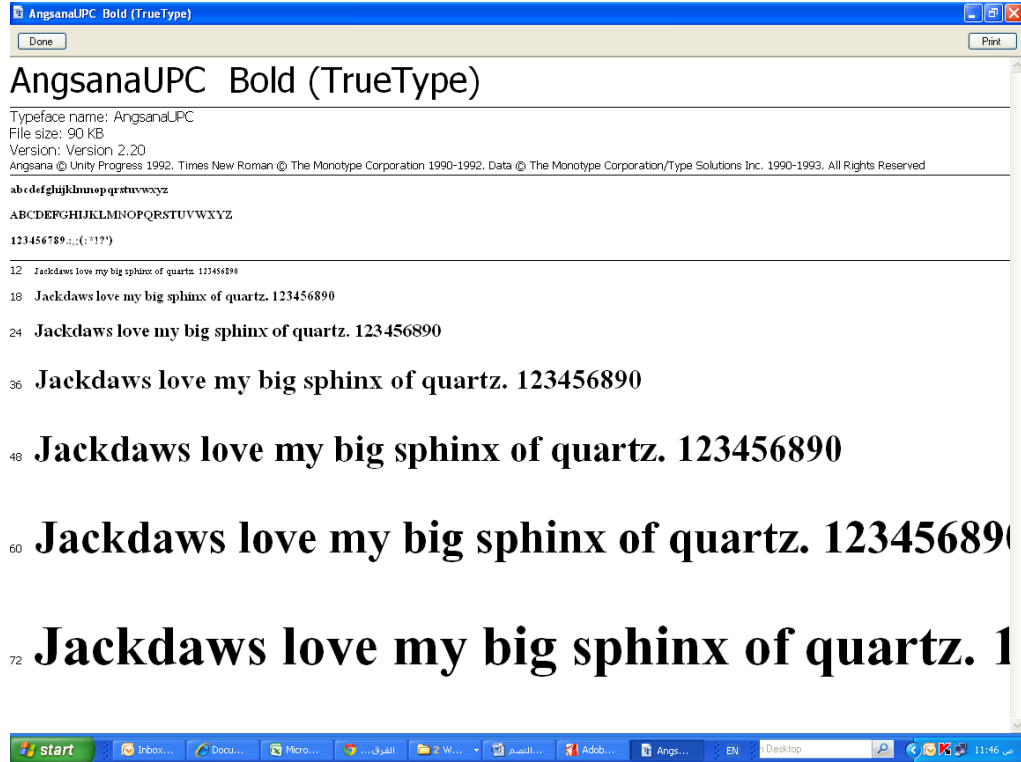 AngsanaUPC Bold (TrueType)
Done
Print
AngsanaUPC Bold (TrueType)
Typeface name: AngsanaUPC
File size: 90 KB
Version: Version 2.20
Angsana © Unity Progress 1992. Times New Roman © The Monotype Corporation 1990-1992. Data © The Monotype Corporation/Type Solutions Inc. 1990-1993. All Rights Reserved
abcdefghijklmnopqrstuvwxyz
ABCDEFGHIJKLMNOPQRSTUVWXYZ
123456789.:,;(:*!?')
12 Jackdaws love my big sphinx of quartz. 123456890
18 Jackdaws love my big sphinx of quartz. 123456890
24 Jackdaws love my big sphinx of quartz. 123456890
36 Jackdaws love my big sphinx of quartz. 123456890
48 Jackdaws love my big sphinx of quartz. 123456890
60 Jackdaws love my big sphinx of quartz. 123456890
72 Jackdaws love my big sphinx of quartz. 1
start Inbox... Docu... Micro... الفرق... 2 W... التصم... Adob... Angs... EN Desktop 11:46 ص